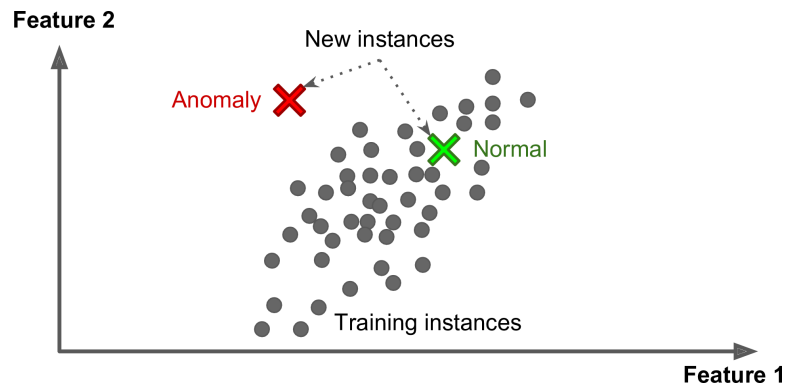 Feature 2
New instances
Anomaly
Normal
Training instances
Feature 1